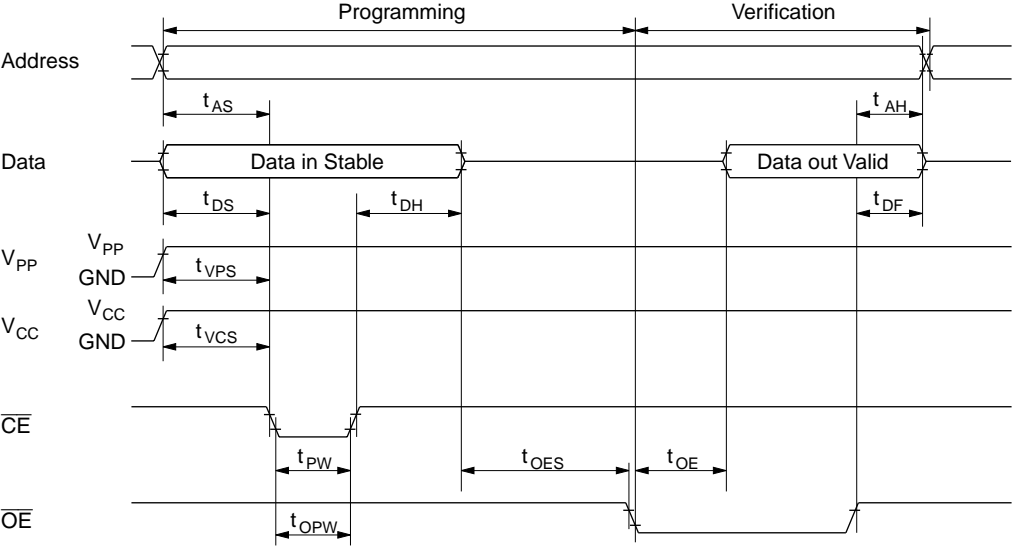 Programming Verification
Address
tAS tAH
Data Data in Stable Data out Valid
tDS tDH tDF
VPP VPP
GND tVPS
VCC VCC
GND tVCS
CE
tPW tOES tOE
OE
tOPW